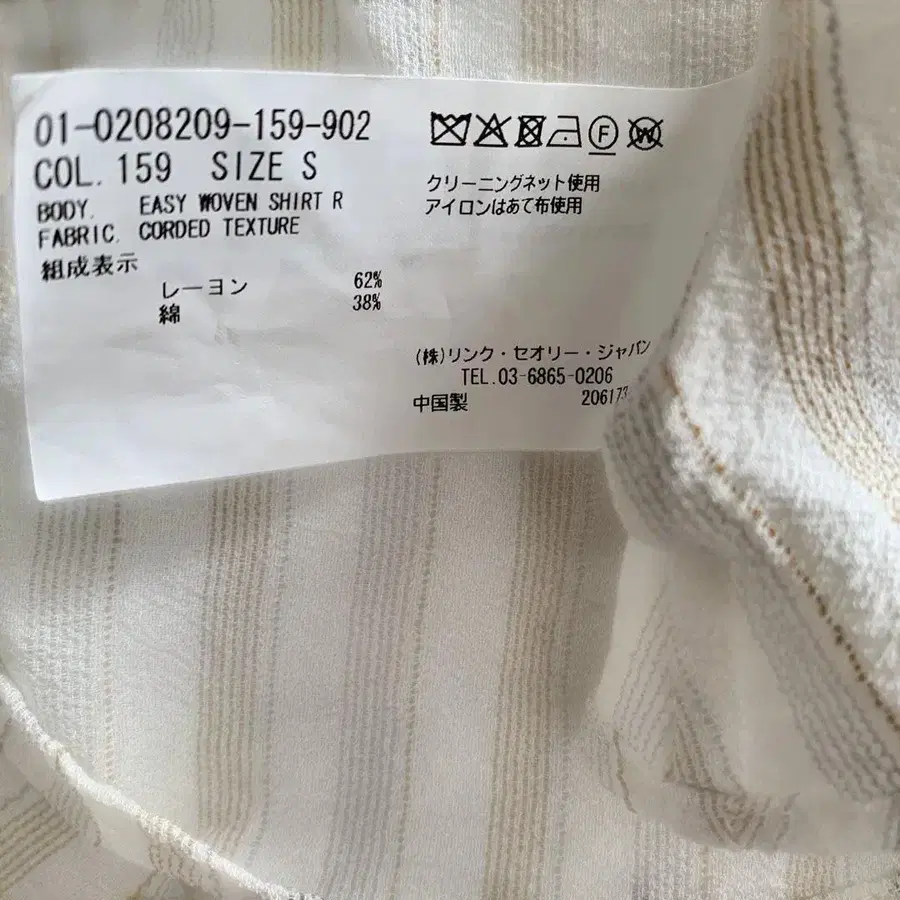 01-0208209-159-902
COL. 159 SIZE S
BODY. EASY WOVEN SHIRT R
FABRIC. CORDED TEXTURE
組成表示
レーヨン 62%
綿 38%
F W
クリーニングネット使用
アイロンはあて布使用
(株)リンク・セオリー・ジャパン
TEL.03-6865-0206
中国製 206173